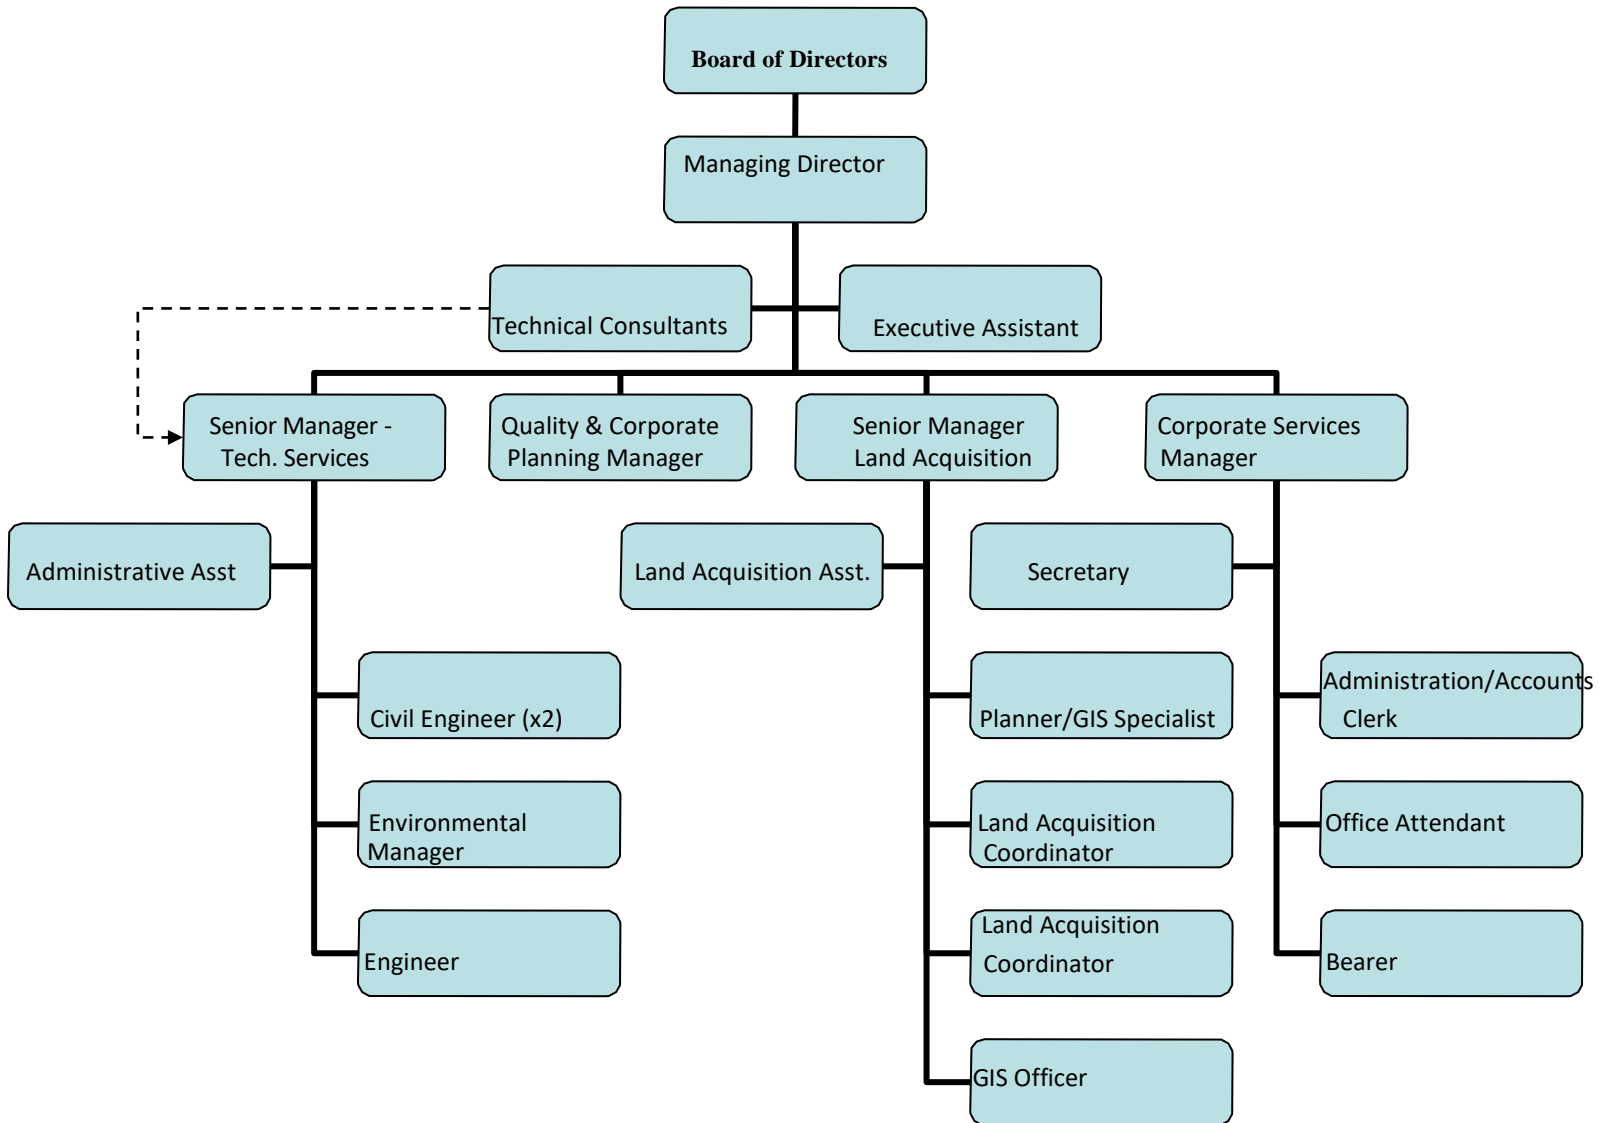 Board of Directors
Managing Director
Technical Consultants
Executive Assistant
Senior Manager -
Tech. Services
Quality & Corporate
Planning Manager
Senior Manager
Land Acquisition
Corporate Services
Manager
Administrative Asst
Land Acquisition Asst.
Secretary
Civil Engineer (x2)
Planner/GIS Specialist
Administration/Accounts
Clerk
Environmental
Manager
Land Acquisition
Coordinator
Office Attendant
Engineer
Land Acquisition
Coordinator
Bearer
GIS Officer